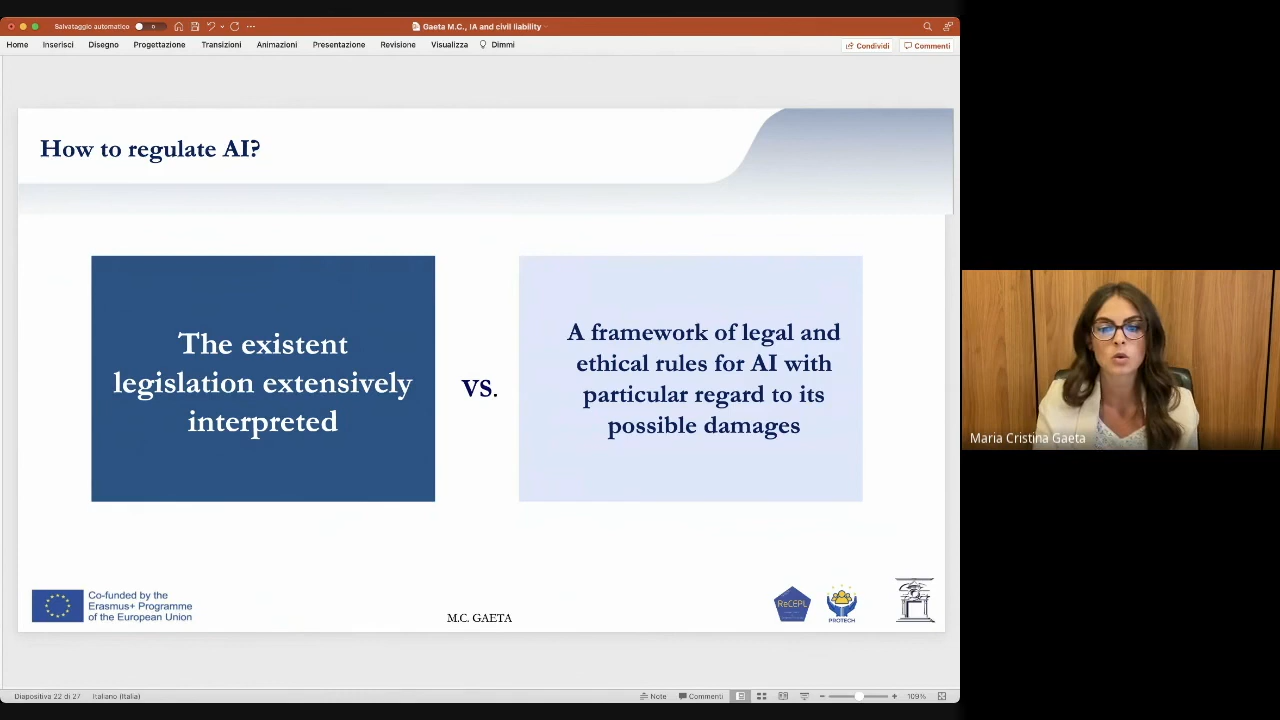 Salvataggio automatico
Gaeta M.C., IA and civil liability
Home Inserisci Disegno Progettazione Transizioni Animazioni Presentazione Revisione Visualizza Dimmi Condividi Commenti
How to regulate AI?
The existent
legislation extensively
interpreted
VS.
A framework of legal and
ethical rules for AI with
particular regard to its
possible damages
Maria Cristina Gaeta
Co-funded by the
Erasmus+ Programme
of the European Union
M.C. GAETA
ReCEPL
PROTECH
Diapositiva 22 di 27 Italiano (Italia) Note Commenti 109%